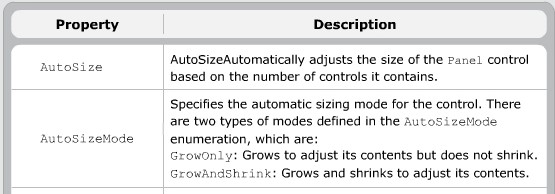 Property Description
AutoSize
AutoSizeAutomatically adjusts the size of the Panel control
based on the number of controls it contains.
AutoSizeMode
Specifies the automatic sizing mode for the control. There
are two types of modes defined in the AutoSizeMode
enumeration, which are:
GrowOnly: Grows to adjust its contents but does not shrink.
GrowAndShrink: Grows and shrinks to adjust its contents.